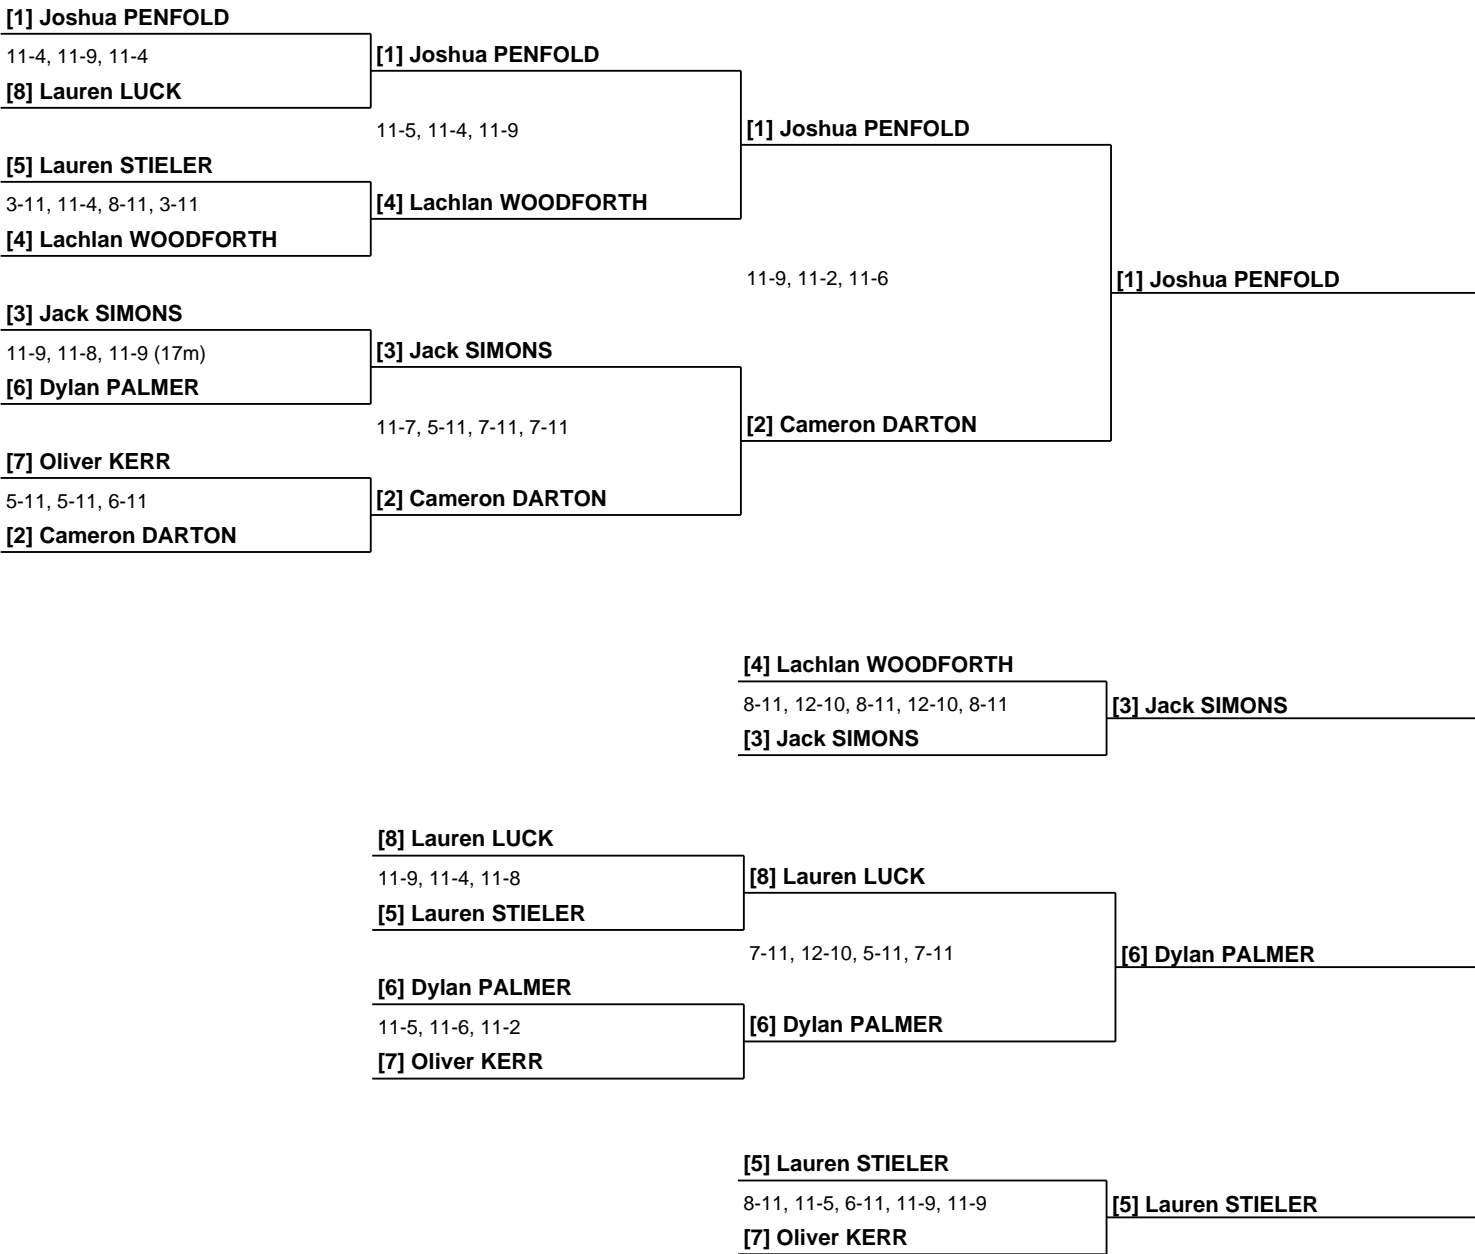 [1] Joshua PENFOLD
11-4, 11-9, 11-4
[1] Joshua PENFOLD
[8] Lauren LUCK
11-5, 11-4, 11-9
[1] Joshua PENFOLD
[5] Lauren STIELER
3-11, 11-4, 8-11, 3-11
[4] Lachlan WOODFORTH
[4] Lachlan WOODFORTH
11-9, 11-2, 11-6
[1] Joshua PENFOLD
[3] Jack SIMONS
11-9, 11-8, 11-9 (17m)
[3] Jack SIMONS
[6] Dylan PALMER
11-7, 5-11, 7-11, 7-11
[2] Cameron DARTON
[7] Oliver KERR
5-11, 5-11, 6-11
[2] Cameron DARTON
[2] Cameron DARTON
[4] Lachlan WOODFORTH
8-11, 12-10, 8-11, 12-10, 8-11
[3] Jack SIMONS
[3] Jack SIMONS
[8] Lauren LUCK
11-9, 11-4, 11-8
[8] Lauren LUCK
[5] Lauren STIELER
7-11, 12-10, 5-11, 7-11
[6] Dylan PALMER
[6] Dylan PALMER
11-5, 11-6, 11-2
[6] Dylan PALMER
[7] Oliver KERR
[5] Lauren STIELER
8-11, 11-5, 6-11, 11-9, 11-9
[5] Lauren STIELER
[7] Oliver KERR